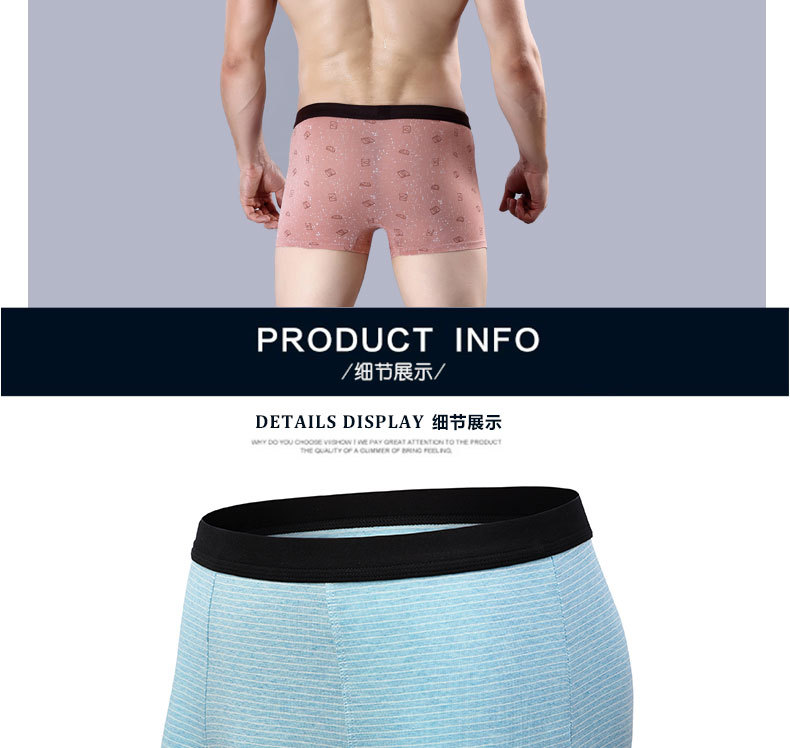 PRODUCT INFO
/细节展示/
DETAILS DISPLAY 细节展示
WHY DO YOU CHOOSE VIISHOW I WE PAY GREAT ATTENTION TO THE PRODUCT
THE QUALITY OF A GLIMMER OF BRING FEELING.